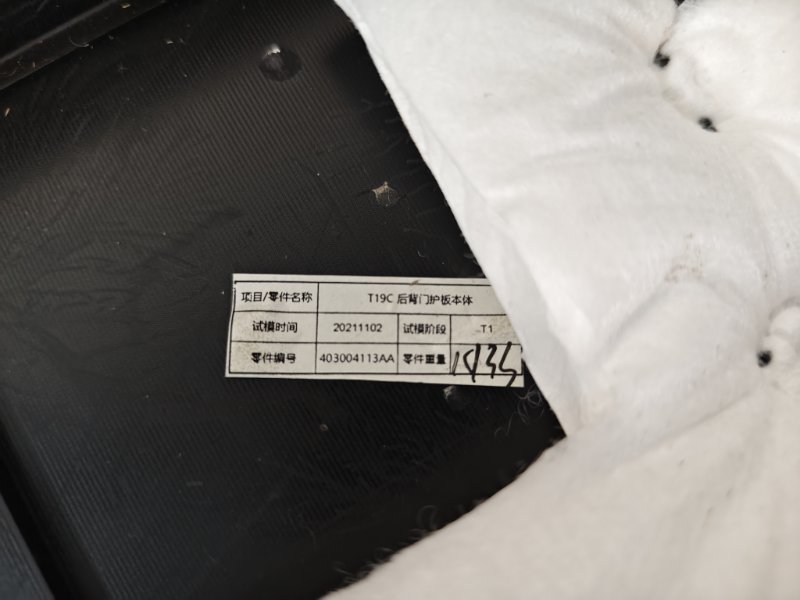 项目/零件名称 T19C 后背门护板本体
试模时间 20211102 试模阶段 T1
零件编号 403004113AA 零件重量